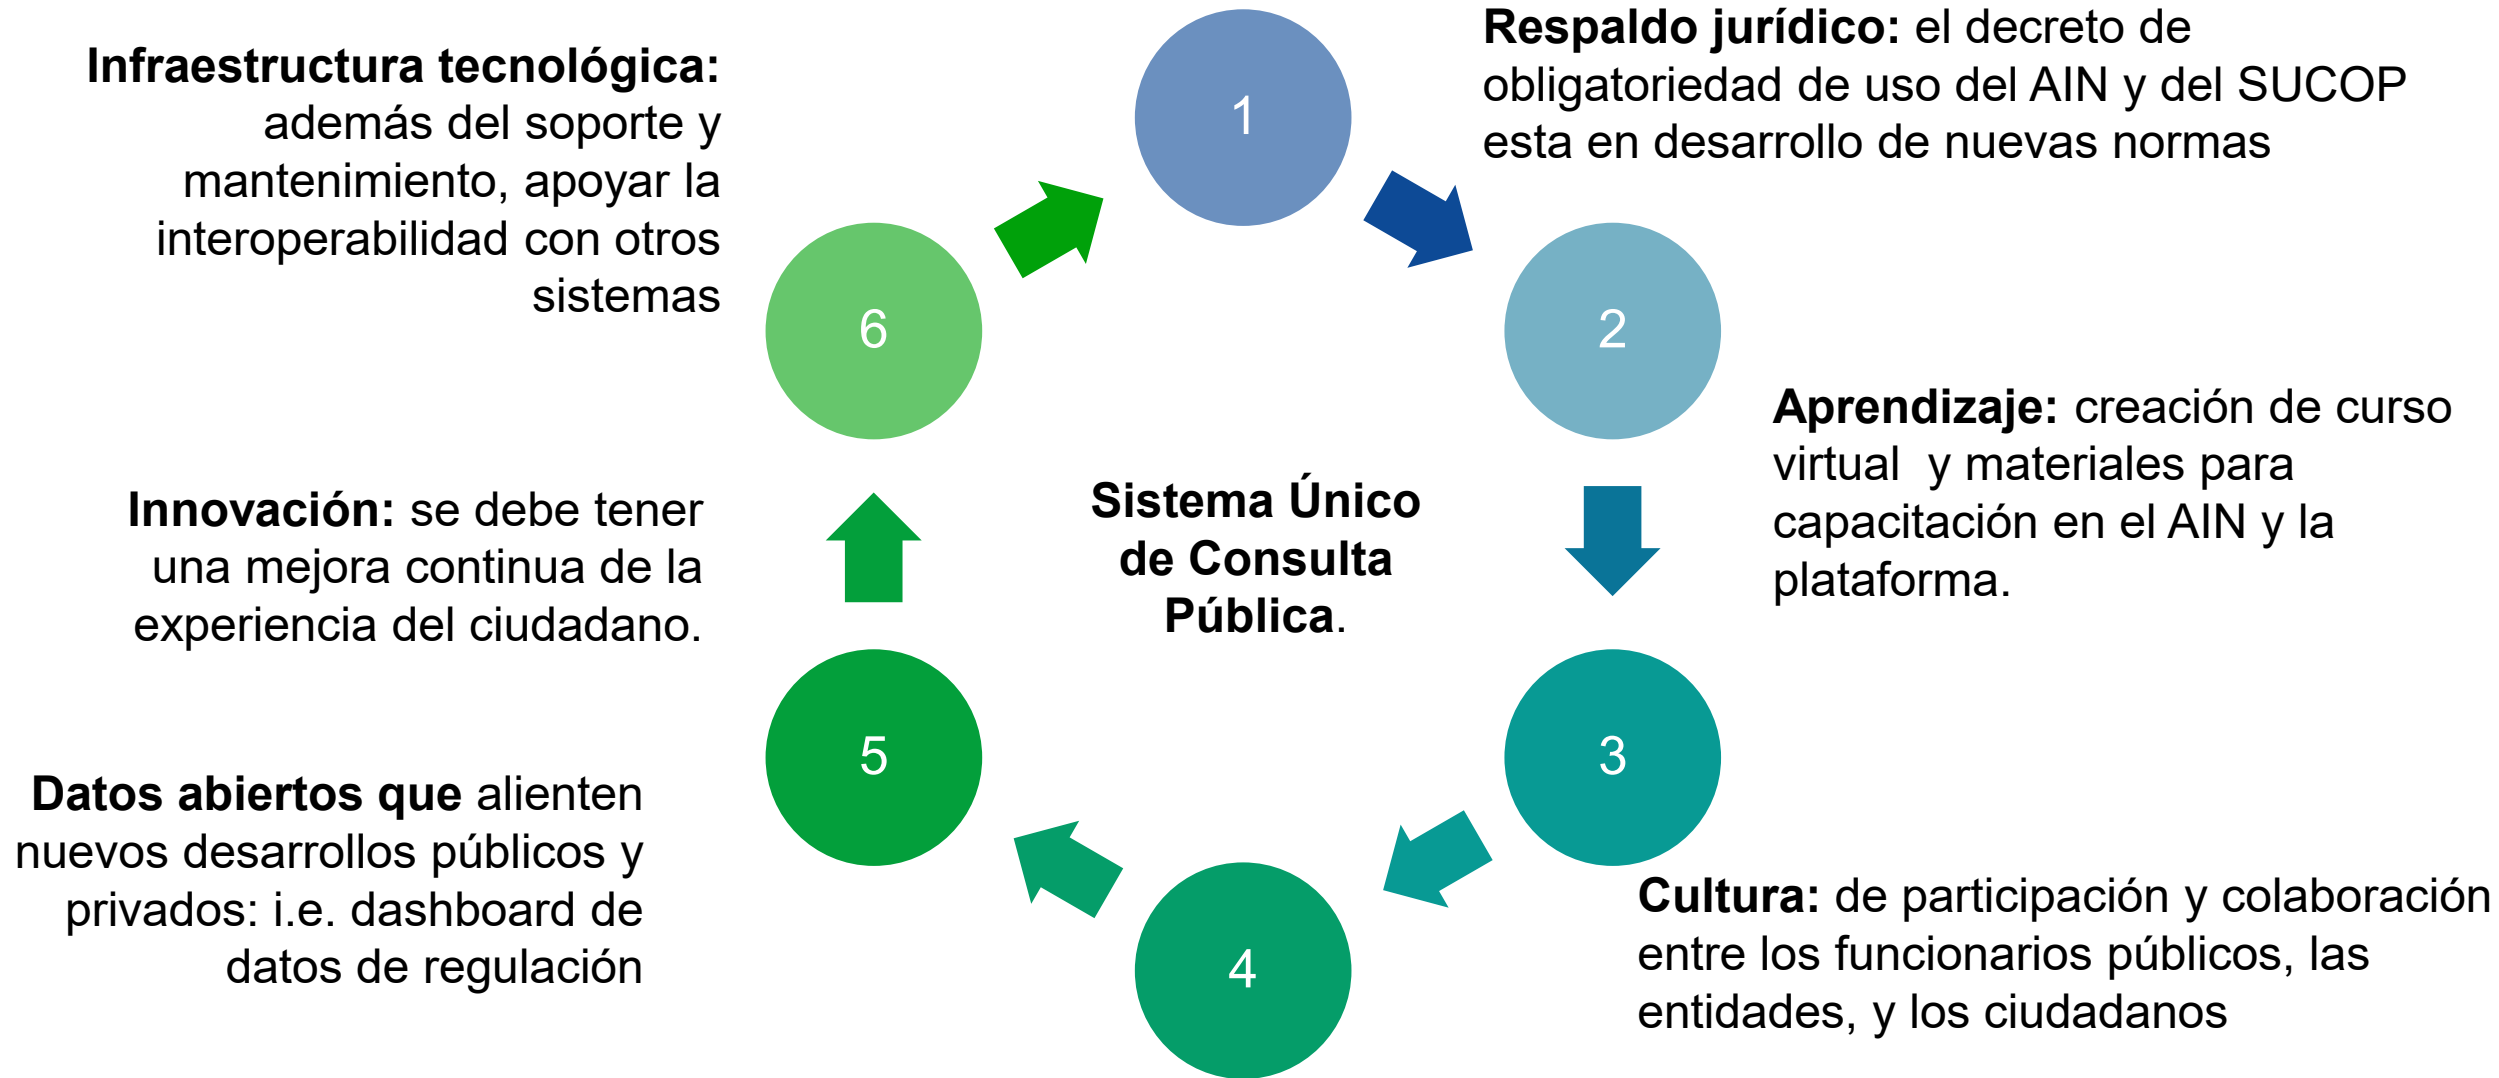 1
Respaldo jurídico: el decreto de
obligatoriedad de uso del AIN y del SUCOP
esta en desarrollo de nuevas normas
2
Aprendizaje: creación de curso
virtual  y materiales para
capacitación en el AIN y la
plataforma.
3
Cultura: de participación y colaboración
entre los funcionarios públicos, las
entidades, y los ciudadanos
4
Datos abiertos que alienten
nuevos desarrollos públicos y
privados: i.e. dashboard de
datos de regulación
5
Innovación: se debe tener
una mejora continua de la
experiencia del ciudadano.
6
Infraestructura tecnológica:
además del soporte y
mantenimiento, apoyar la
interoperabilidad con otros
sistemas
Sistema Único
de Consulta
Pública.